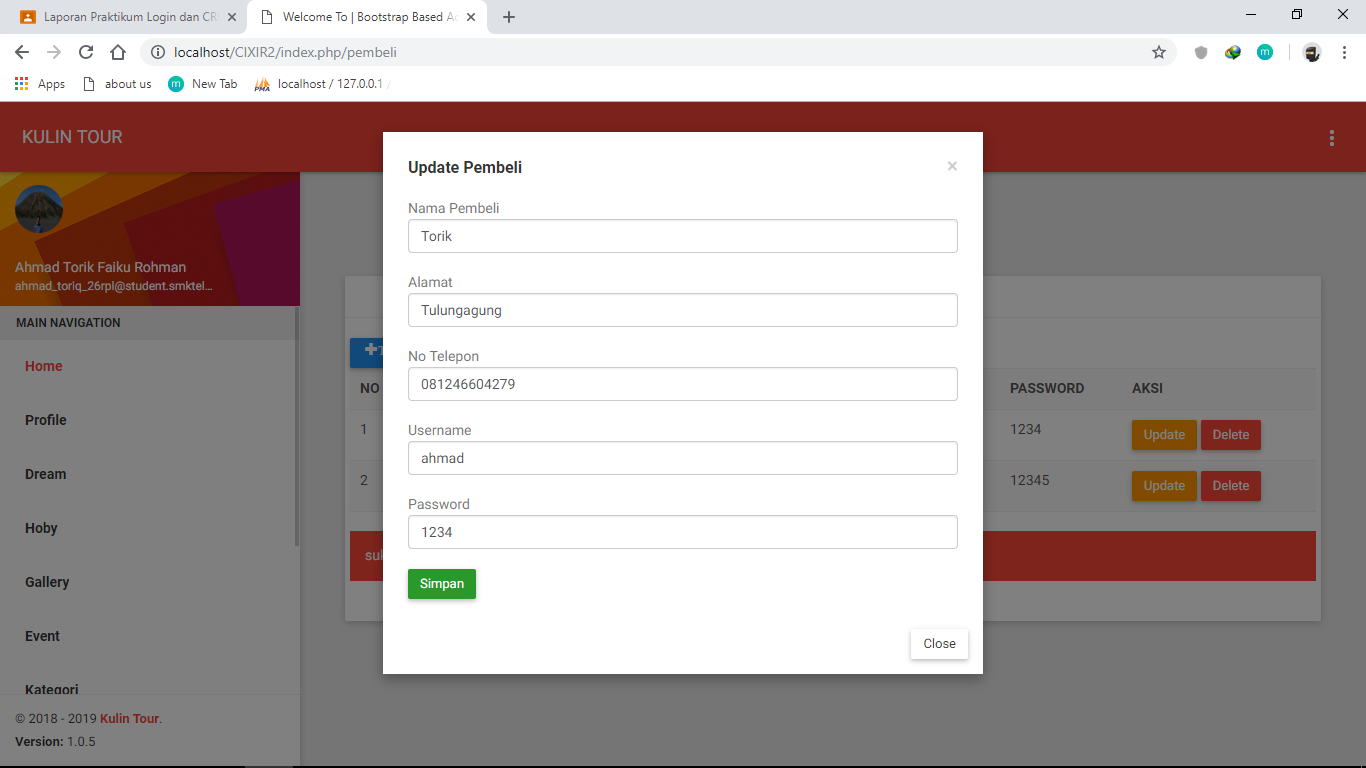 Laporan Praktikum Login dan CR
Welcome To | Bootstrap Based Ad
localhost/CIXIR2/index.php/pembeli
Apps
about us
m
New Tab
PMA
localhost / 127.0.0.1 /
KULIN TOUR
Ahmad Torik Faiku Rohman
ahmad_toriq_26rpl@student.smktel...
MAIN NAVIGATION
Home
Profile
Dream
Hoby
Gallery
Event
Kategori
© 2018 - 2019 Kulin Tour.
Version: 1.0.5
Update Pembeli
×
Nama Pembeli
Torik
Alamat
Tulungagung
No Telepon
081246604279
Username
ahmad
Password
1234
Simpan
Close
NO PASSWORD AKSI
1 1234 Update Delete
2 12345 Update Delete